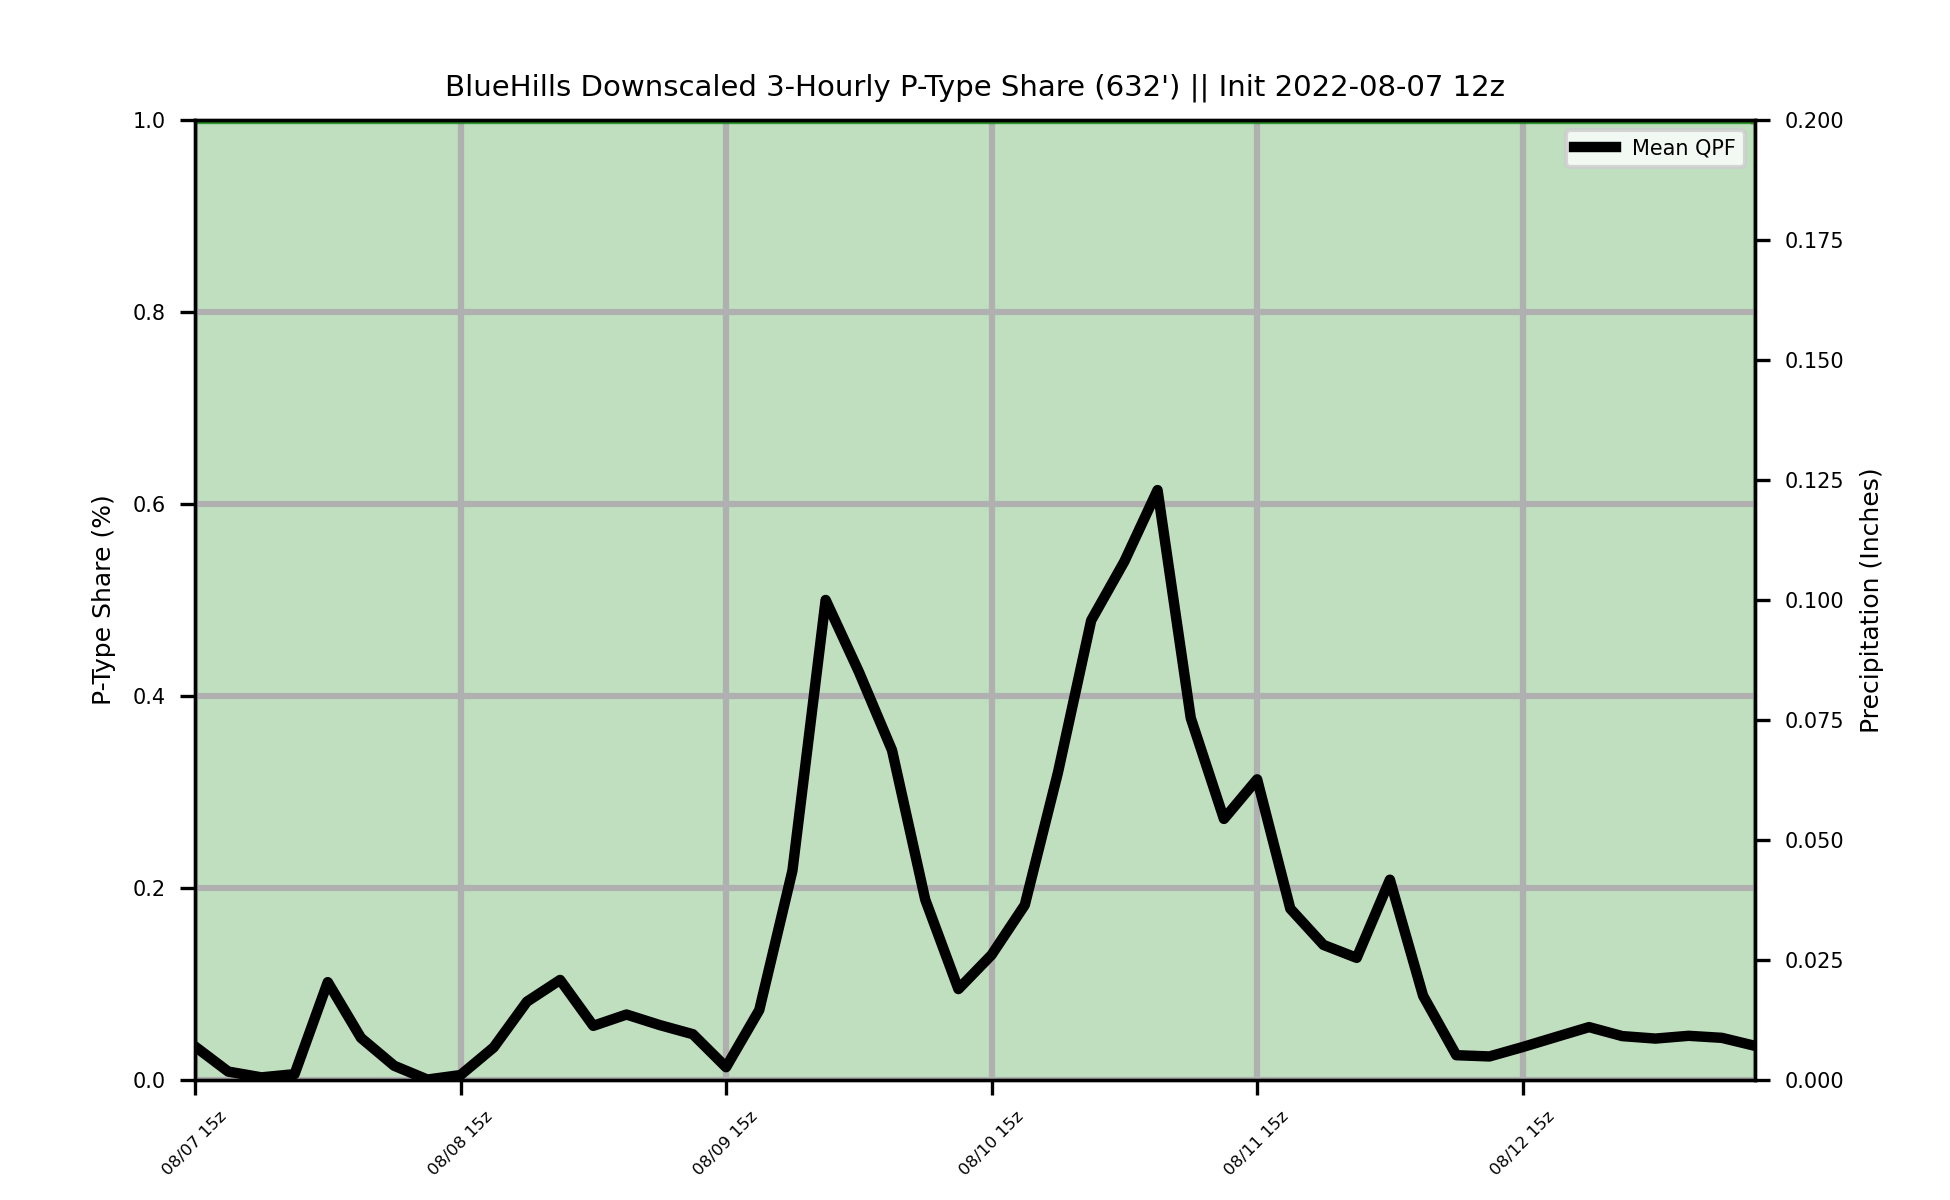 BlueHills Downscaled 3-Hourly P-Type Share (632') || Init 2022-08-07 12z
Mean QPF
P-Type Share (%)
1.0
0.8
0.6
0.4
0.2
0.0
0.200
0.175
0.150
0.125
0.100
0.075
0.050
0.025
0.000
Precipitation (Inches)
08/07 15z
08/08 15z
08/09 15z
08/10 15z
08/11 15z
08/12 15z